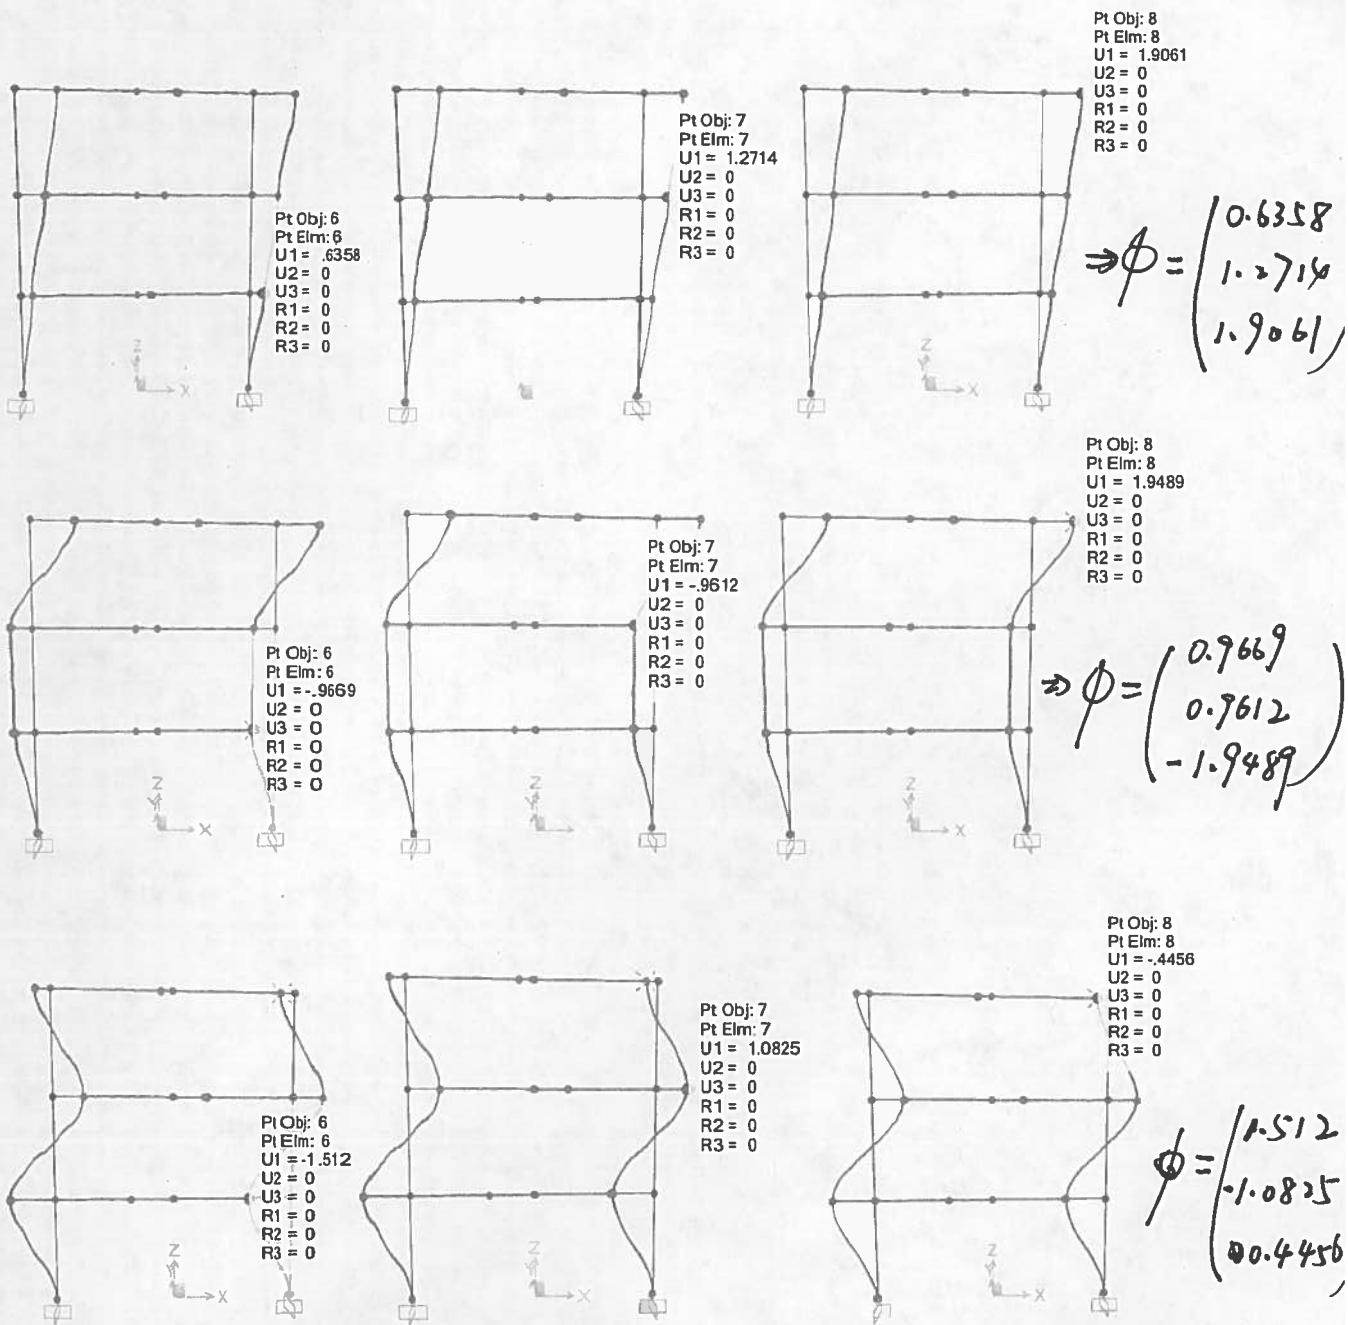 Pt Obj: 6
Pt Elm: 6
U1 = .6358
U2 = 0
U3 = 0
R1 = 0
R2 = 0
R3 = 0
Z
Y
X
Pt Obj: 7
Pt Elm: 7
U1 = 1.2714
U2 = 0
U3 = 0
R1 = 0
R2 = 0
R3 = 0
Pt Obj: 8
Pt Elm: 8
U1 = 1.9061
U2 = 0
U3 = 0
R1 = 0
R2 = 0
R3 = 0
Z
Y
X
⇒ ϕ =
0.6358
1.2714
1.9061
Pt Obj: 6
Pt Elm: 6
U1 = -.9669
U2 = 0
U3 = 0
R1 = 0
R2 = 0
R3 = 0
Z
Y
X
Pt Obj: 7
Pt Elm: 7
U1 = -.9612
U2 = 0
U3 = 0
R1 = 0
R2 = 0
R3 = 0
Z
Y
X
Pt Obj: 8
Pt Elm: 8
U1 = 1.9489
U2 = 0
U3 = 0
R1 = 0
R2 = 0
R3 = 0
Z
Y
X
⇒ ϕ =
0.9669
0.9612
-1.9489
Pt Obj: 6
Pt Elm: 6
U1 = -1.512
U2 = 0
U3 = 0
R1 = 0
R2 = 0
R3 = 0
Z
Y
X
Pt Obj: 7
Pt Elm: 7
U1 = 1.0825
U2 = 0
U3 = 0
R1 = 0
R2 = 0
R3 = 0
Z
Y
X
Pt Obj: 8
Pt Elm: 8
U1 = -.4456
U2 = 0
U3 = 0
R1 = 0
R2 = 0
R3 = 0
Z
Y
X
ϕ =
1.512
-1.0825
0.4456